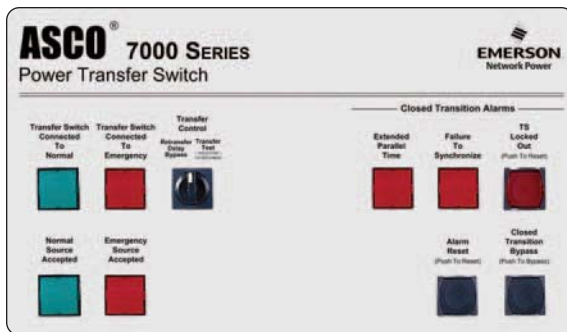 ASCO® 7000 SERIES
Power Transfer Switch
EMERSON
Network Power
Closed Transition Alarms
Transfer Switch
Connected
To
Normal
Transfer Switch
Connected
To
Emergency
Transfer
Control
Retransfer
Delay
Bypass
Transfer
Test
Extended
Parallel
Time
Failure
To
Synchronize
TS
Locked
Out
(Push To Reset)
Normal
Source
Accepted
Emergency
Source
Accepted
Alarm
Reset
(Push To Reset)
Closed
Transition
Bypass
(Push To Bypass)